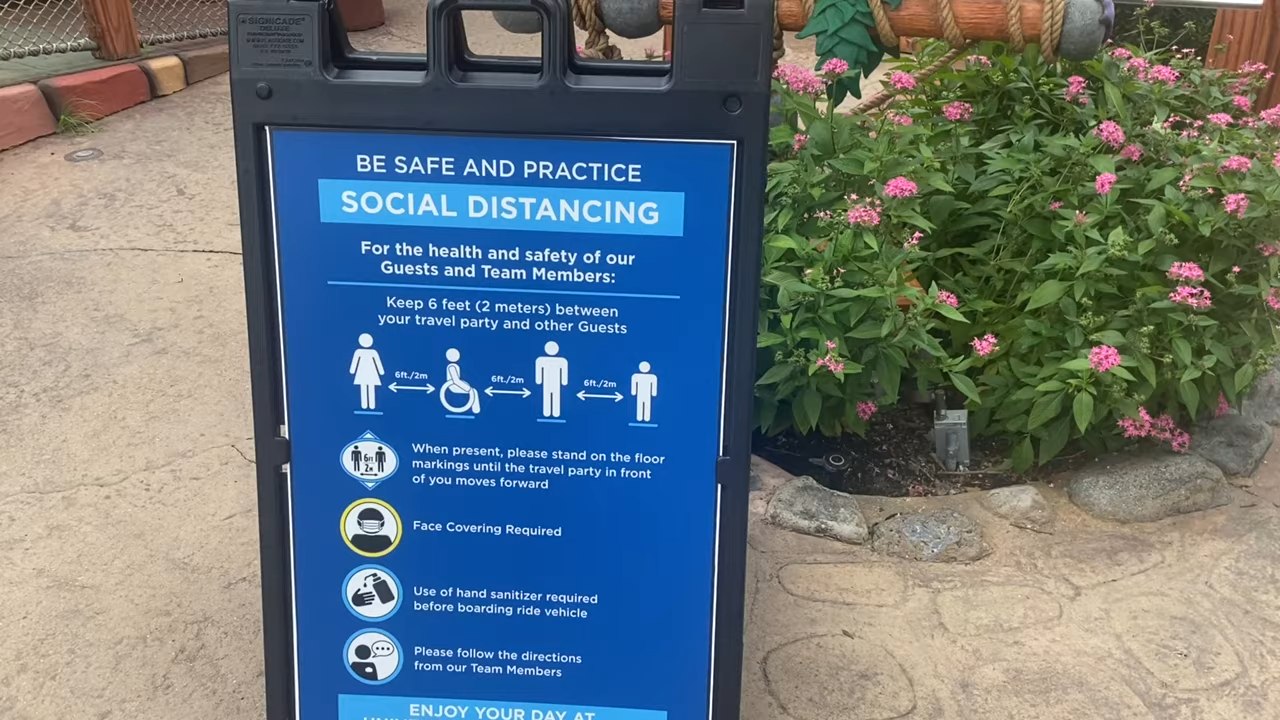 SIGNICADE
DELUXE
BE SAFE AND PRACTICE
SOCIAL DISTANCING
For the health and safety of our
Guests and Team Members:
Keep 6 feet (2 meters) between
your travel party and other Guests
6ft./2m 6ft./2m 6ft./2m
6ft
2m
When present, please stand on the floor
markings until the travel party in front
of you moves forward
Face Covering Required
Use of hand sanitizer required
before boarding ride vehicle
Please follow the directions
from our Team Members
ENJOY YOUR DAY AT